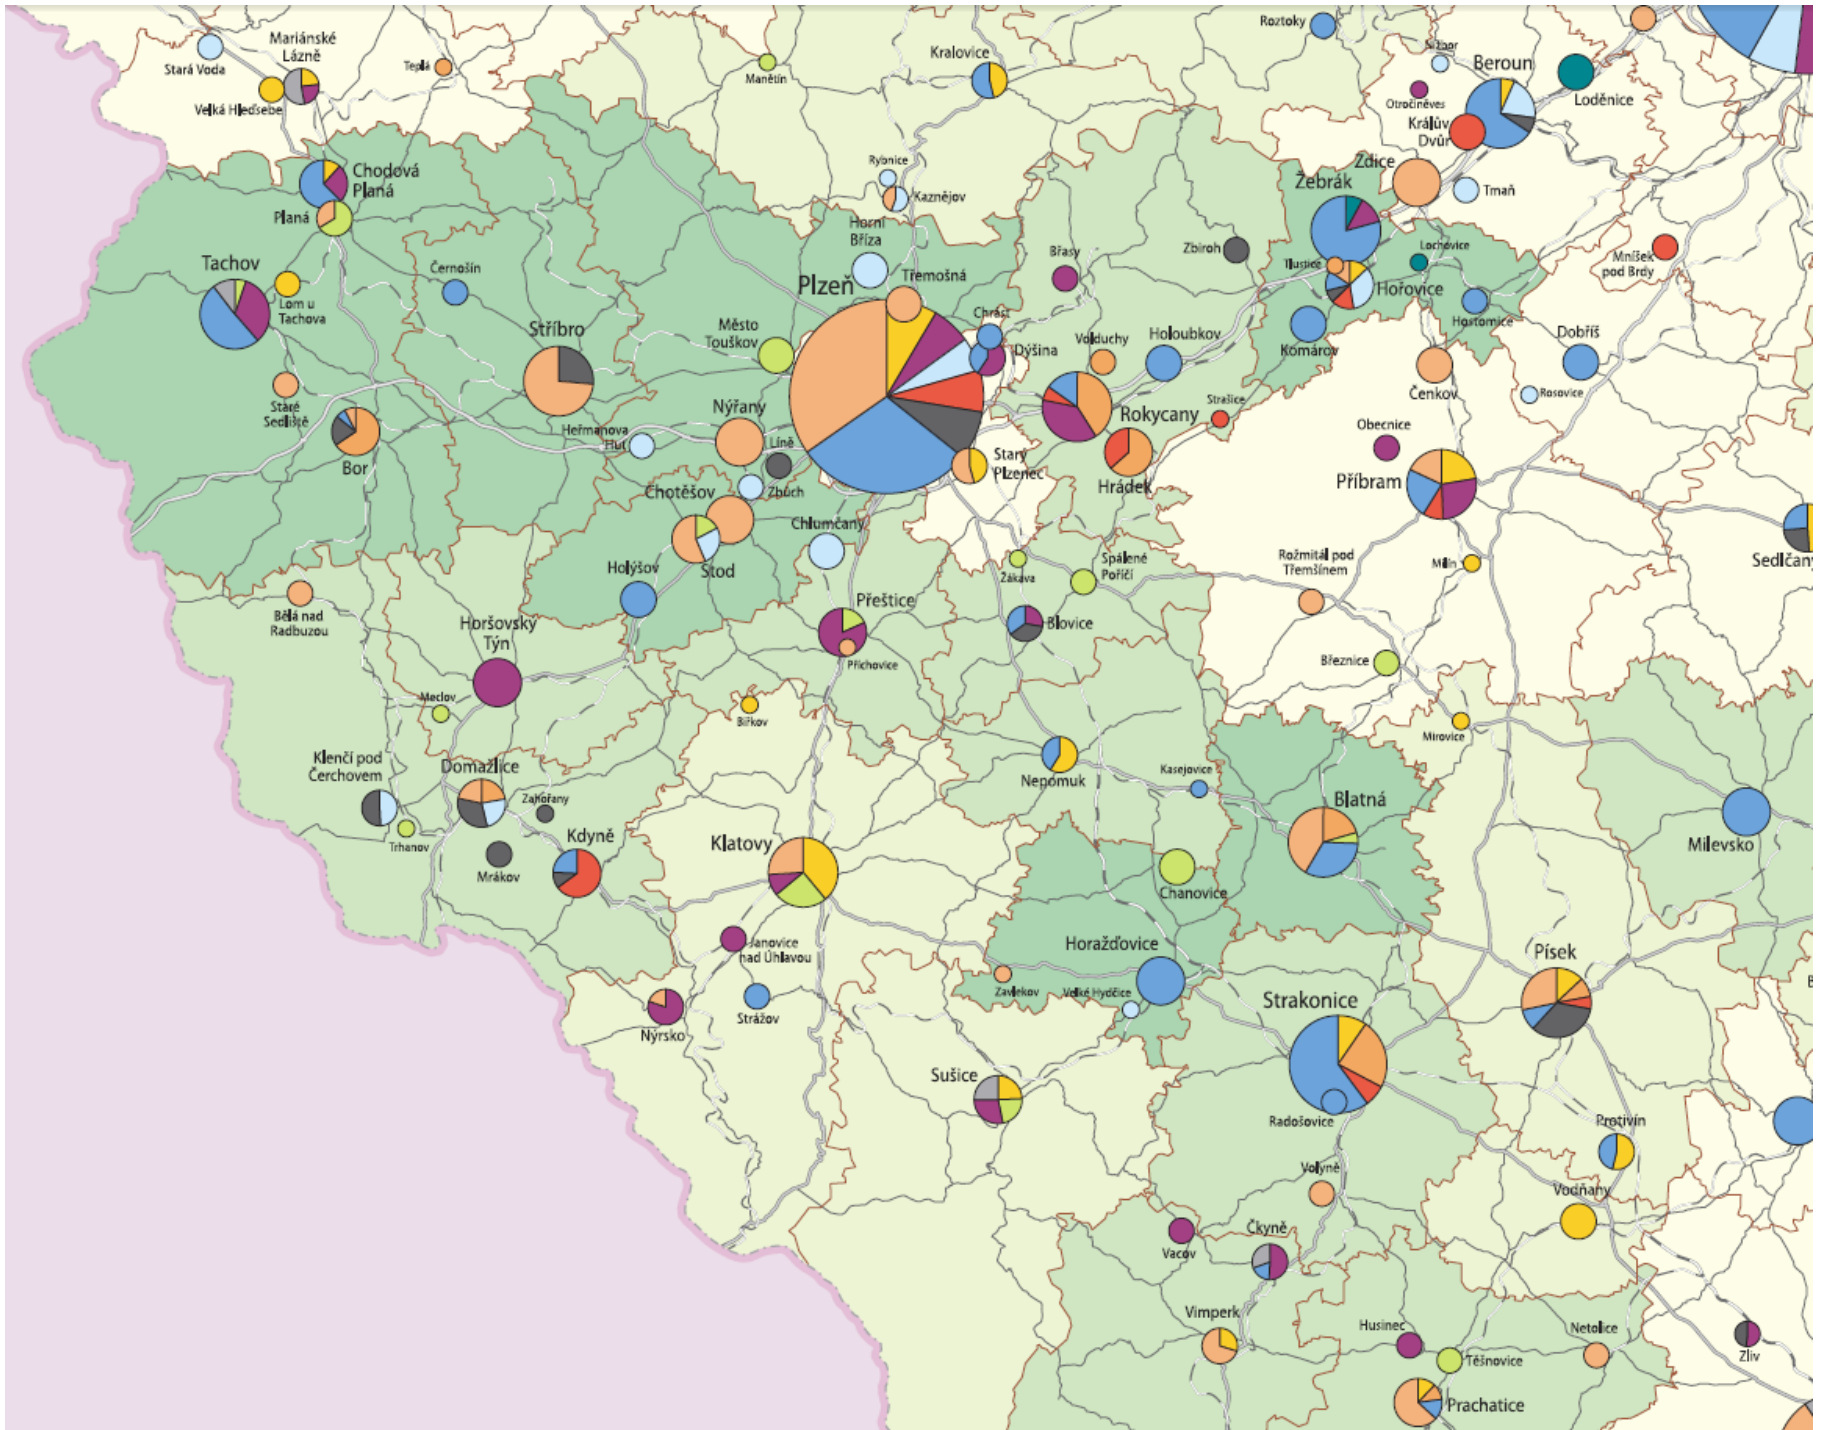 Stará Voda
Mariánské
Lázně
Velká Hleďsebe
Teplá
Manětín
Kralovice
Roztoky
Nižbor
Beroun
Otročiněves
Loděnice
Králův
Dvůr
Zdice
Žebrák
Tmaň
Chodová
Planá
Planá
Rybnice
Kaznějov
Horní
Bříza
Třemošná
Plzeň
Břasy
Zbiroh
Lochovice
Tlustice
Hořovice
Hostomice
Komárov
Mníšek
pod Brdy
Dobříš
Tachov
Lom u
Tachova
Černošín
Stříbro
Město
Touškov
Chrást
Dýšina
Volduchy
Holoubkov
Čenkov
Rosovice
Staré
Sedliště
Bor
Heřmanova
Huť
Nýřany
Líně
Zbůch
Starý
Plzenec
Rokycany
Strašice
Hrádek
Obecnice
Příbram
Sedlčany
Chotěšov
Stod
Chlumčany
Holýšov
Žákava
Spálené
Poříčí
Rožmitál pod
Třemšínem
Milín
Bělá nad
Radbuzou
Horšovský
Týn
Přeštice
Příchovice
Blovice
Březnice
Meclov
Biřkov
Mirovice
Klenčí pod
Čerchovem
Domažlice
Zahořany
Trhanov
Mrákov
Kdyně
Nepomuk
Kasejovice
Blatná
Milevsko
Klatovy
Chanovice
Janovice
nad Úhlavou
Strážov
Nýrsko
Horažďovice
Zavlekov
Velké Hydčice
Strakonice
Písek
Sušice
Radošovice
Protivín
Volyně
Vodňany
Vacov
Čkyně
Vimperk
Husinec
Těšnovice
Netolice
Zliv
Prachatice